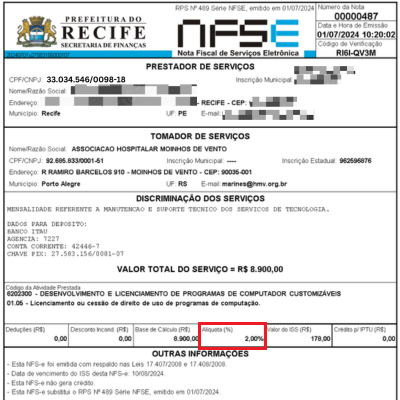 PREFEITURA DO
RECIFE
SECRETARIA DE FINANÇAS
RPS Nº 489 Série NFSE, emitido em 01/07/2024
NFSE
Nota Fiscal de Serviços Eletrônica
Número da Nota
00000487
Data e Hora de Emissão
01/07/2024 10:20:02
Código de Verificação
RI6I-QV3M
PRESTADOR DE SERVIÇOS
CPF/CNPJ: 33.034.546/0098-18
Inscrição Municipal:
Nome/Razão Social:
Endereço: - RECIFE - CEP:
Município: Recife UF: PE E-mail:
TOMADOR DE SERVIÇOS
Nome/Razão Social: ASSOCIACAO HOSPITALAR MOINHOS DE VENTO
CPF/CNPJ: 92.685.833/0001-51 Inscrição Municipal: ---- Inscrição Estadual: 962596876
Endereço: R RAMIRO BARCELOS 910 - MOINHOS DE VENTO - CEP: 90035-001
Município: Porto Alegre UF: RS E-mail: marines@hmv.org.br
DISCRIMINAÇÃO DOS SERVIÇOS
MENSALIDADE REFERENTE A MANUTENCAO E SUPORTE TECNICO DOS SERVICOS DE TECNOLOGIA.
DADOS PARA DEPOSITO:
BANCO ITAU
AGENCIA: 7227
CONTA CORRENTE: 42446-7
CHAVE PIX: 27.583.156/0001-07
VALOR TOTAL DO SERVIÇO = R$ 8.900,00
Código da Atividade Prestada
6202300 - DESENVOLVIMENTO E LICENCIAMENTO DE PROGRAMAS DE COMPUTADOR CUSTOMIZÁVEIS
01.05 - Licenciamento ou cessão de direito de uso de programas de computação.
Deduções (R$) Desconto Incond (R$) Base de Cálculo (R$) Alíquota (%) Valor do ISS (R$) Crédito p/ IPTU (R$)
0,00 0,00 8.900,00 2,00% 178,00 0,00
OUTRAS INFORMAÇÕES
- Esta NFS-e foi emitida com respaldo nas Leis 17.407/2008 e 17.408/2008.
- Data de vencimento do ISS desta NFS-e: 10/08/2024.
- Esta NFS-e não gera crédito.
- Esta NFS-e substitui o RPS Nº 489 Série NFSE, emitido em 01/07/2024.